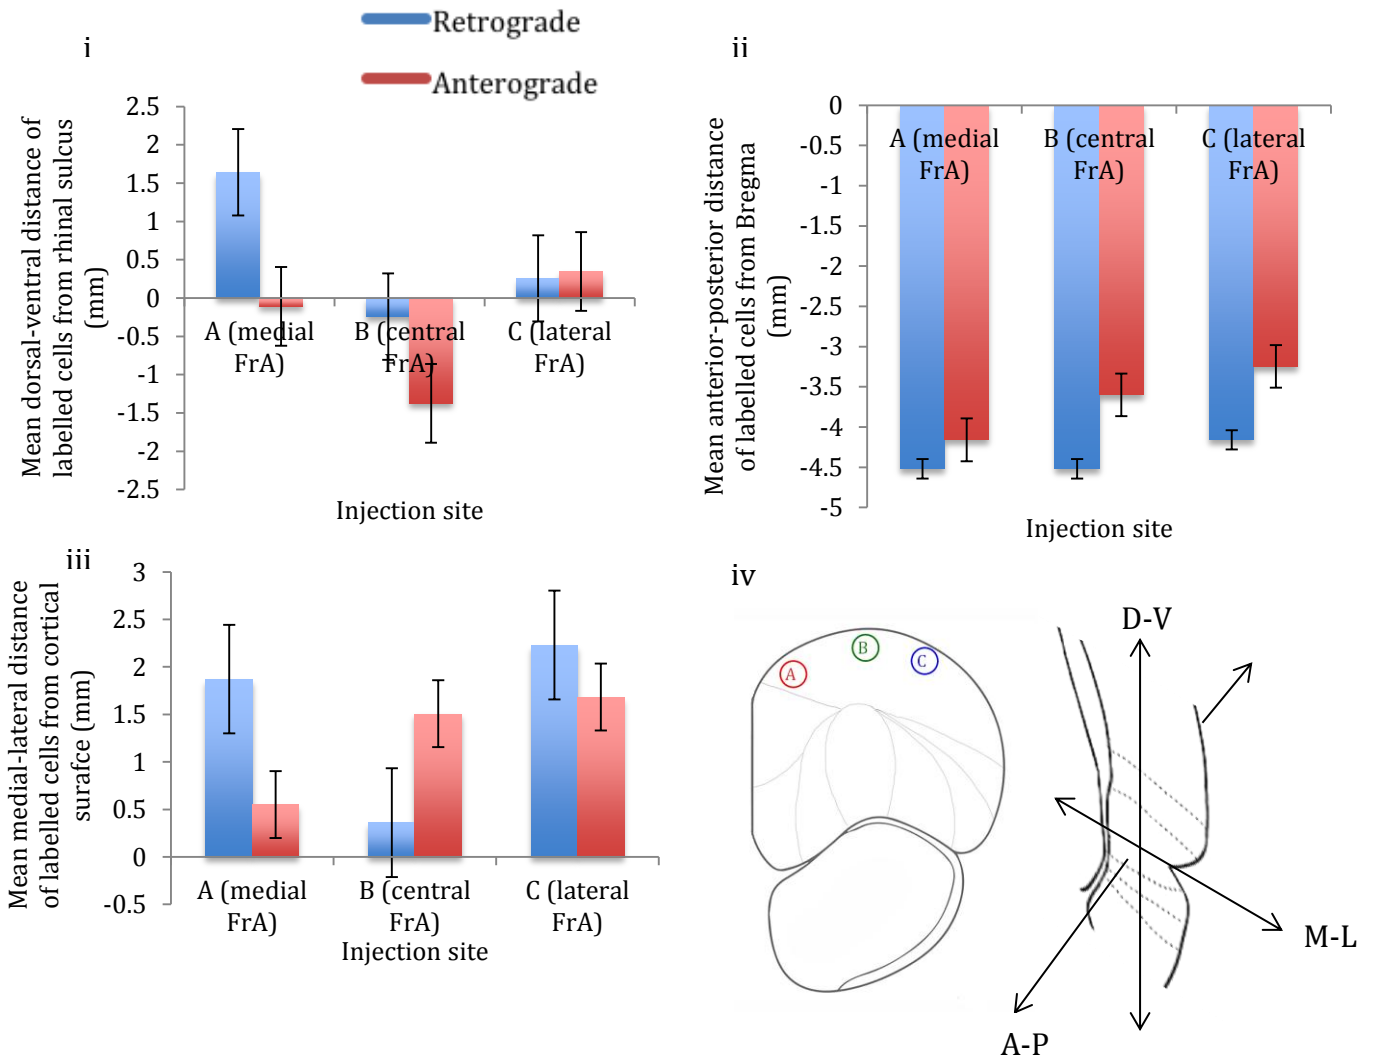 Retrograde
Anterograde
i
Mean dorsal-ventral distance of
labelled cells from rhinal sulcus
(mm)
2.5
2
1.5
1
0.5
0
-0.5
-1
-1.5
-2
-2.5
A (medial
FrA)
B (central
FrA)
C (lateral
FrA)
Injection site
ii
Mean anterior-posterior distance
of labelled cells from Bregma
(mm)
0
-0.5
-1
-1.5
-2
-2.5
-3
-3.5
-4
-4.5
-5
A (medial
FrA)
B (central
FrA)
C (lateral
FrA)
Injection site
iii
Mean medial-lateral distance
of labelled cells from cortical
surafce (mm)
3
2.5
2
1.5
1
0.5
0
-0.5
A (medial
FrA)
B (central
FrA)
C (lateral
FrA)
Injection site
iv
A
B
C
D-V
M-L
A-P